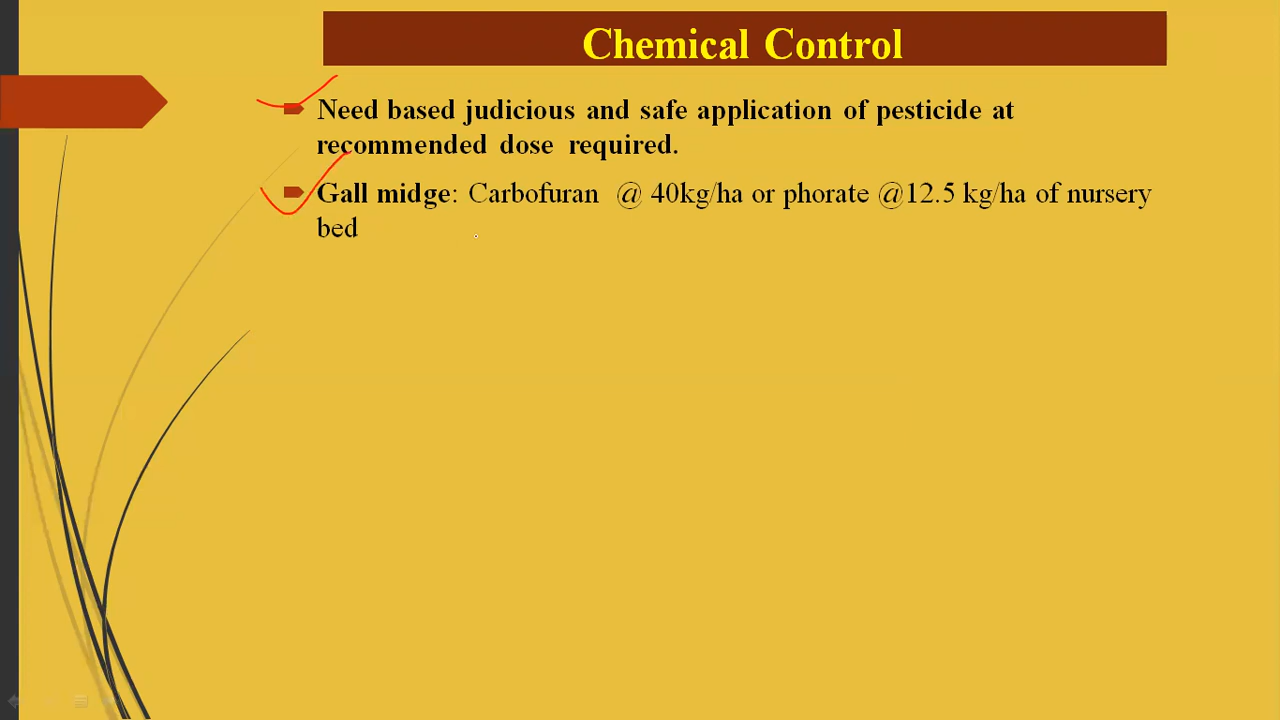 Chemical Control
Need based judicious and safe application of pesticide at
recommended dose required.
Gall midge: Carbofuran @ 40kg/ha or phorate @12.5 kg/ha of nursery
bed